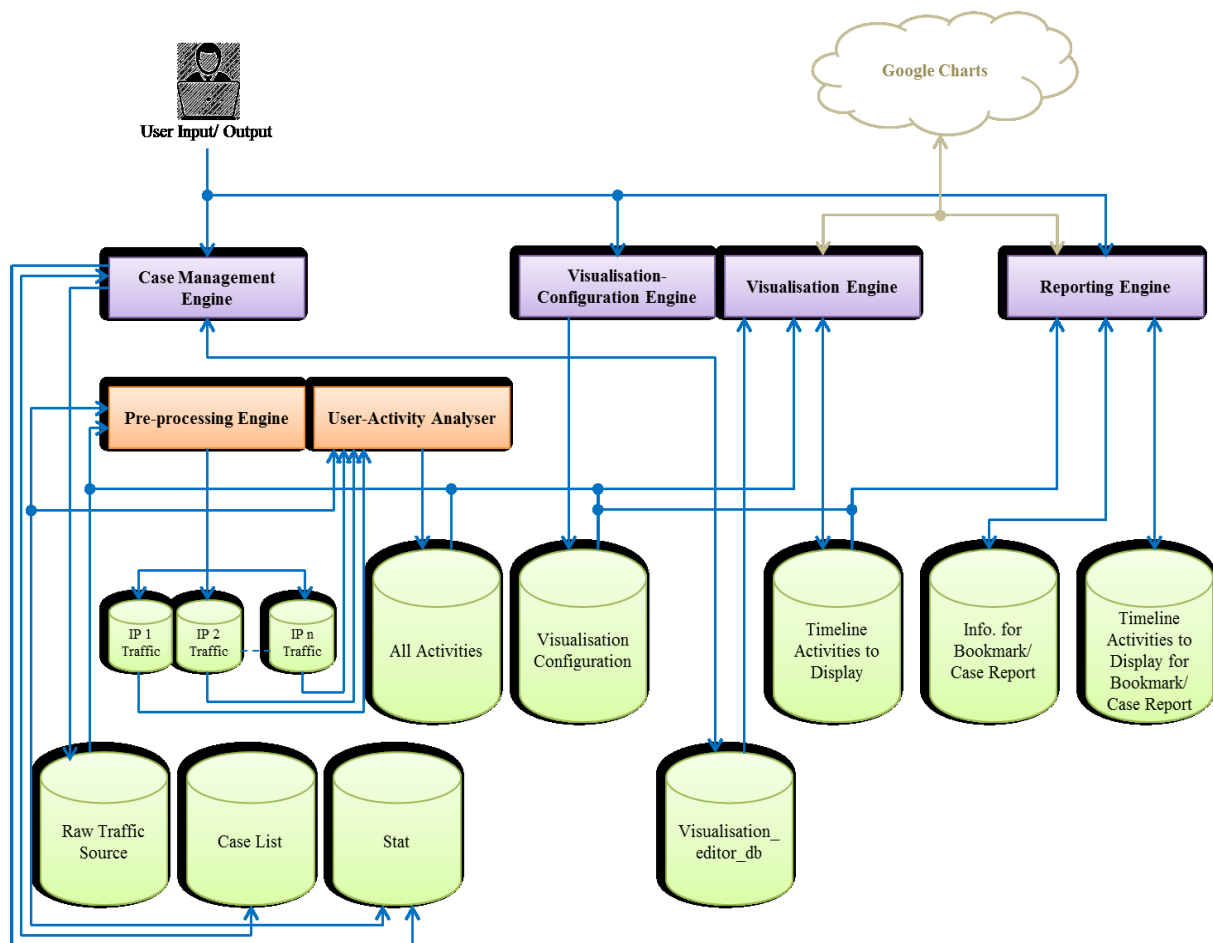 Google Charts
User Input/ Output
Case Management
Engine
Visualisation-
Configuration Engine
Visualisation Engine
Reporting Engine
Pre-processing Engine
User-Activity Analyser
IP 1
Traffic
IP 2
Traffic
IP n
Traffic
All Activities
Visualisation
Configuration
Timeline
Activities to
Display
Info. for
Bookmark/
Case Report
Timeline
Activities to
Display for
Bookmark/
Case Report
Raw Traffic
Source
Case List
Stat
Visualisation_
editor_db